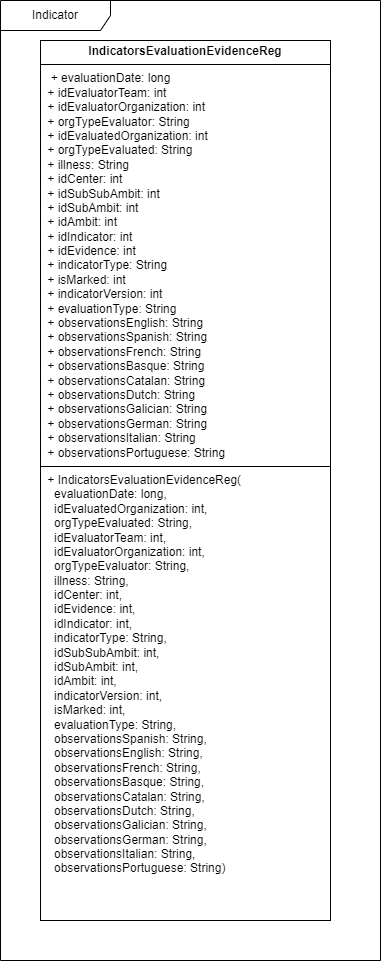 Indicator
IndicatorsEvaluationEvidenceReg
+ evaluationDate: long
+ idEvaluatorTeam: int
+ idEvaluatorOrganization: int
+ orgTypeEvaluator: String
+ idEvaluatedOrganization: int
+ orgTypeEvaluated: String
+ illness: String
+ idCenter: int
+ idSubSubAmbit: int
+ idSubAmbit: int
+ idAmbit: int
+ idIndicator: int
+ idEvidence: int
+ indicatorType: String
+ isMarked: int
+ indicatorVersion: int
+ evaluationType: String
+ observationsEnglish: String
+ observationsSpanish: String
+ observationsFrench: String
+ observationsBasque: String
+ observationsCatalan: String
+ observationsDutch: String
+ observationsGalician: String
+ observationsGerman: String
+ observationsItalian: String
+ observationsPortuguese: String
+ IndicatorsEvaluationEvidenceReg(
evaluationDate: long,
idEvaluatedOrganization: int,
orgTypeEvaluated: String,
idEvaluatorTeam: int,
idEvaluatorOrganization: int,
orgTypeEvaluator: String,
illness: String,
idCenter: int,
idEvidence: int,
idIndicator: int,
indicatorType: String,
idSubSubAmbit: int,
idSubAmbit: int,
idAmbit: int,
indicatorVersion: int,
isMarked: int,
evaluationType: String,
observationsSpanish: String,
observationsEnglish: String,
observationsFrench: String,
observationsBasque: String,
observationsCatalan: String,
observationsDutch: String,
observationsGalician: String,
observationsGerman: String,
observationsItalian: String,
observationsPortuguese: String)